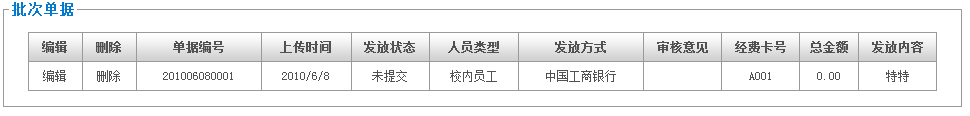 批次单据
编辑 删除 单据编号 上传时间 发放状态 人员类型 发放方式 审核意见 经费卡号 总金额 发放内容
编辑 删除 201006080001 2010/6/8 未提交 校内员工 中国工商银行 A001 0.00 特特